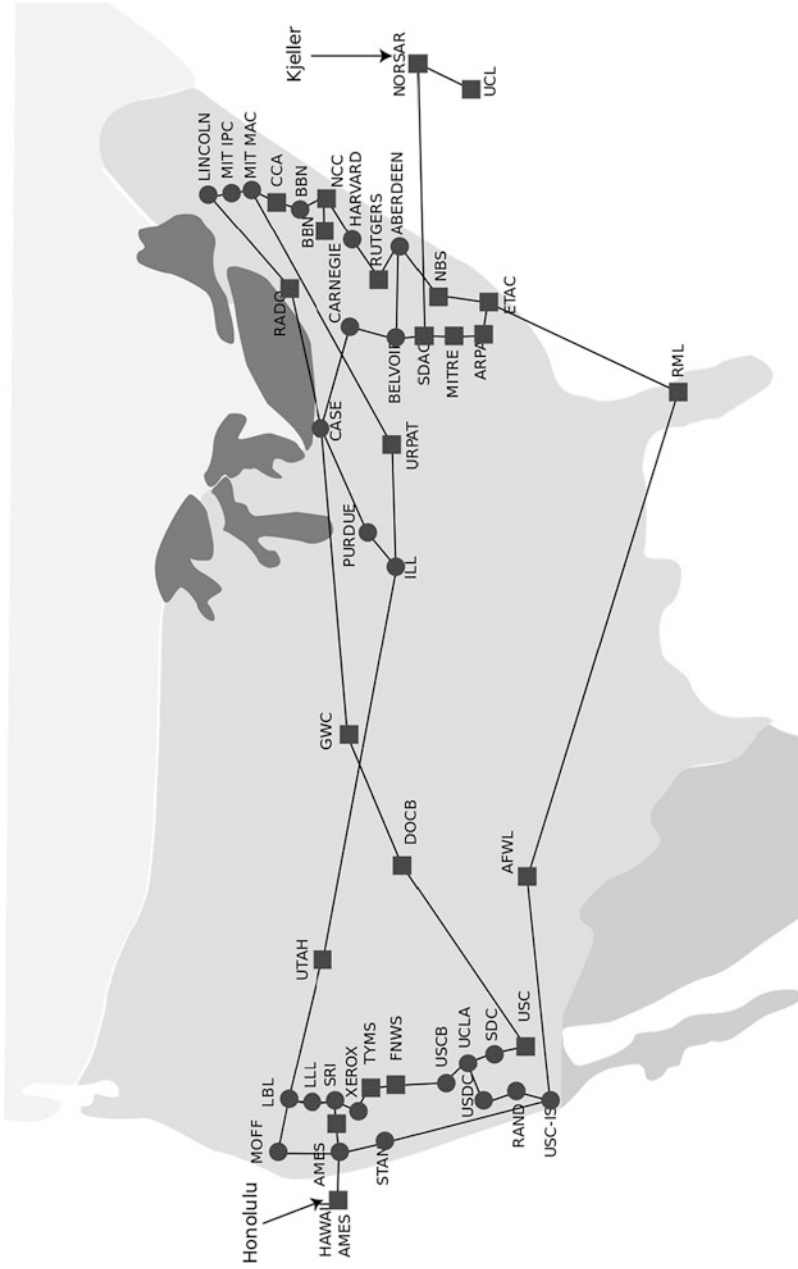 Honolulu
Kjeller
MOFF
LBL
LLL
SRI
XEROX
TYMS
FNWS
UTAH
AMES
HAWAII
AMES
STAN
USCB
UCLA
SDC
USC
USDC
RAND
USC-IS
GWC
DOCB
AFWL
PURDUE
ILL
CASE
URPAT
RADC
CARNEGIE
BELVOIR
SDAC
MITRE
ARPA
ETAC
RML
LINCOLN
MIT IPC
MIT MAC
CCA
BBN
BBN
NCC
HARVARD
RUTGERS
ABERDEEN
NBS
NORSAR
UCL